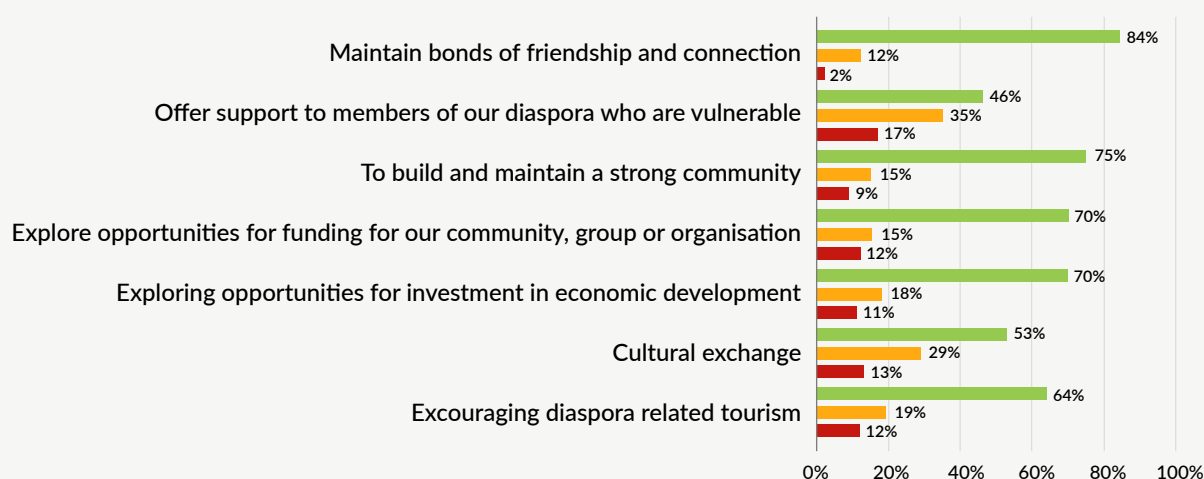 Maintain bonds of friendship and connection
84%
12%
2%
Offer support to members of our diaspora who are vulnerable
46%
35%
17%
To build and maintain a strong community
75%
15%
9%
Explore opportunities for funding for our community, group or organisation
70%
15%
12%
Exploring opportunities for investment in economic development
70%
18%
11%
Cultural exchange
53%
29%
13%
Excouraging diaspora related tourism
64%
19%
12%
0% 20% 40% 60% 80% 100%